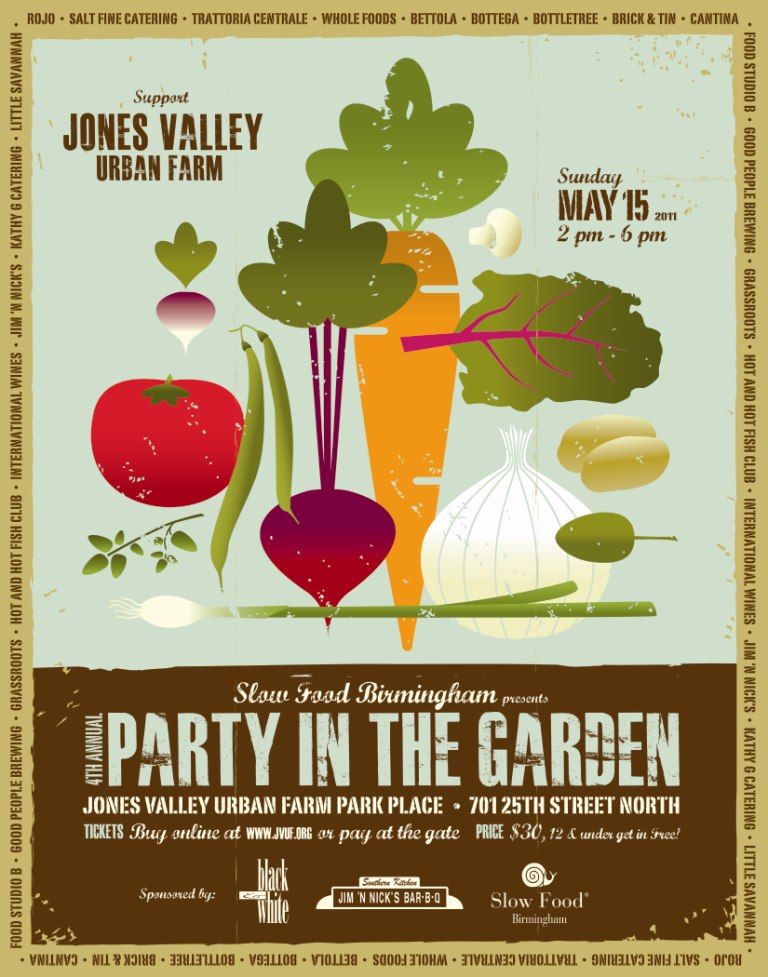 ROJO • SALT FINE CATERING • TRATTORIA CENTRALE • WHOLE FOODS • BETTOLA • BOTTEGA • BOTTLETREE • BRICK & TIN • CANTINA
• FOOD STUDIO B • GOOD PEOPLE BREWING • GRASSROOTS • HOT AND HOT FISH CLUB • INTERNATIONAL WINES • JIM 'N NICK'S • KATHY G CATERING • LITTLE SAVANNAH •
FOOD STUDIO B • GOOD PEOPLE BREWING • GRASSROOTS • HOT AND HOT FISH CLUB • INTERNATIONAL WINES • JIM 'N NICK'S • KATHY G CATERING • LITTLE SAVANNAH •
Support
JONES VALLEY
URBAN FARM
Sunday
MAY 15 2011
2 pm - 6 pm
Slow Food Birmingham presents
4TH ANNUAL
PARTY IN THE GARDEN
JONES VALLEY URBAN FARM PARK PLACE • 701 25TH STREET NORTH
TICKETS Buy online at WWW.JVUF.ORG or pay at the gate PRICE $30, 12 & under get in Free!
Sponsored by:
black
&
white
Southern Kitchen
JIM 'N NICK'S BAR-B-Q
Slow Food®
Birmingham
ROJO • SALT FINE CATERING • TRATTORIA CENTRALE • WHOLE FOODS • BETTOLA • BOTTEGA • BOTTLETREE • BRICK & TIN • CANTINA •